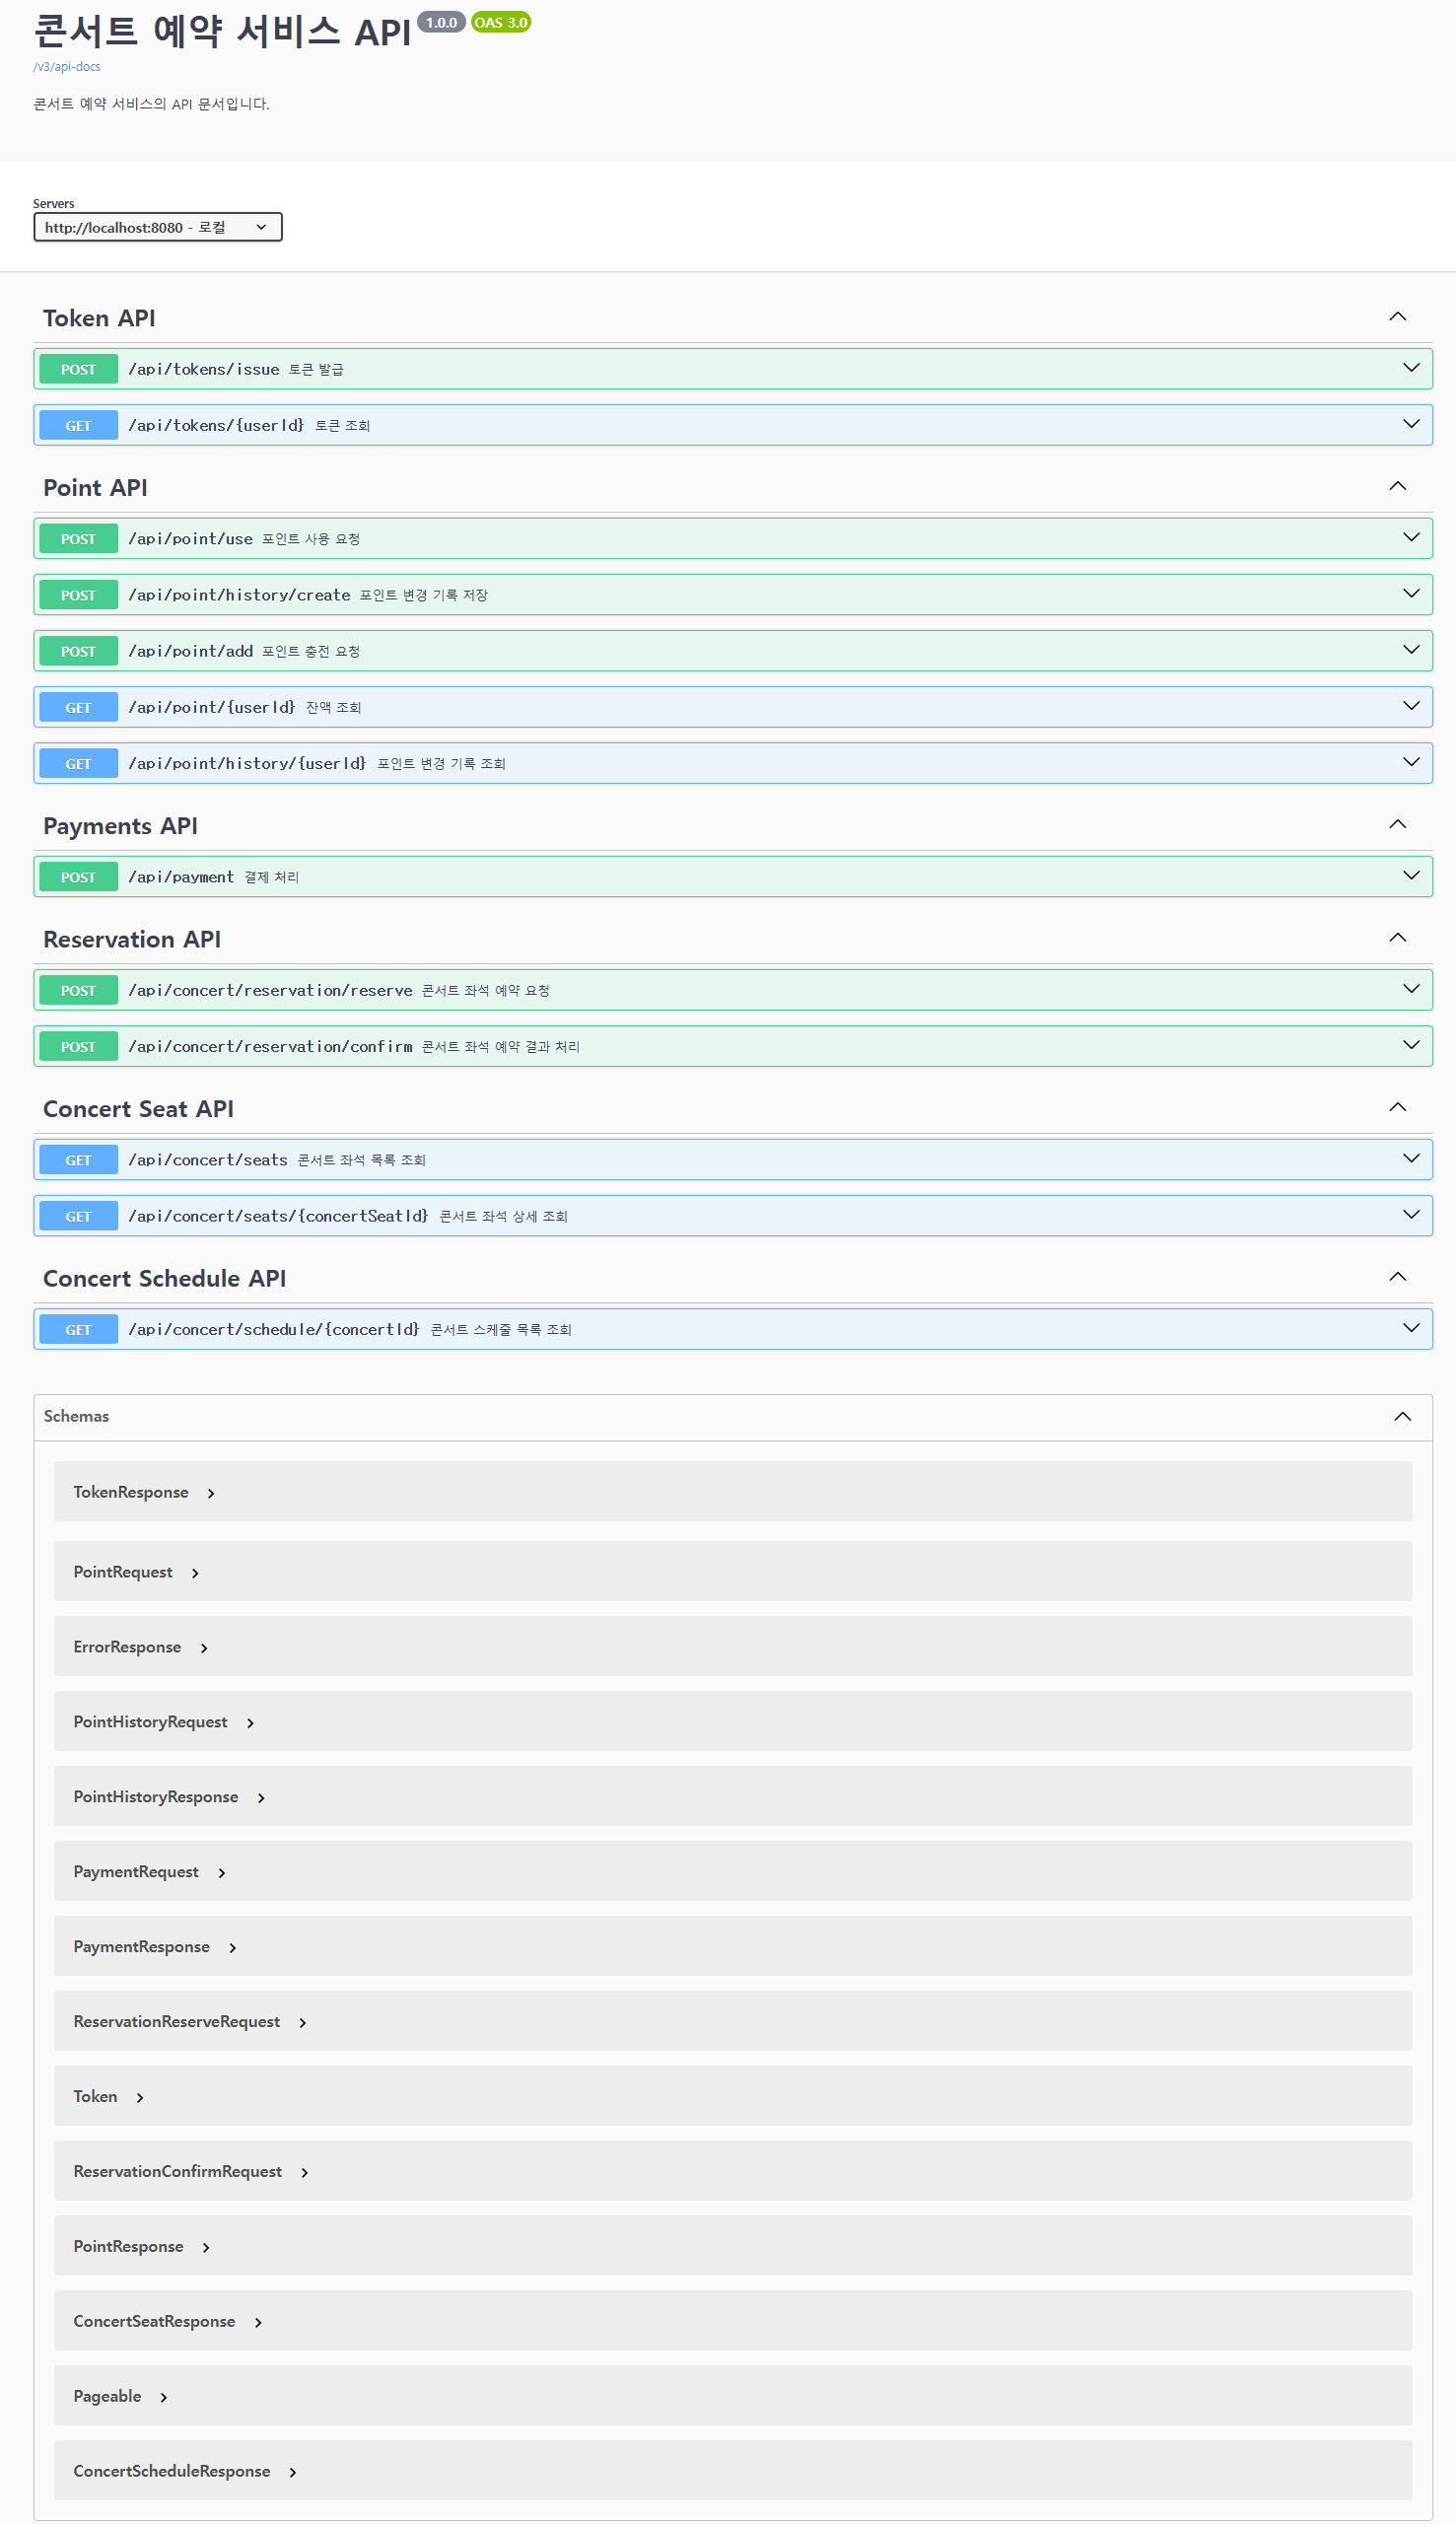 콘서트 예약 서비스 API 1.0.0 OAS 3.0
/v3/api-docs
콘서트 예약 서비스의 API 문서입니다.
Servers
http://localhost:8080 - 로컬
Token API
POST /api/tokens/issue 토큰 발급
GET /api/tokens/{userId} 토큰 조회
Point API
POST /api/point/use 포인트 사용 요청
POST /api/point/history/create 포인트 변경 기록 저장
POST /api/point/add 포인트 충전 요청
GET /api/point/{userId} 잔액 조회
GET /api/point/history/{userId} 포인트 변경 기록 조회
Payments API
POST /api/payment 결제 처리
Reservation API
POST /api/concert/reservation/reserve 콘서트 좌석 예약 요청
POST /api/concert/reservation/confirm 콘서트 좌석 예약 결과 처리
Concert Seat API
GET /api/concert/seats 콘서트 좌석 목록 조회
GET /api/concert/seats/{concertSeatId} 콘서트 좌석 상세 조회
Concert Schedule API
GET /api/concert/schedule/{concertId} 콘서트 스케줄 목록 조회
Schemas
TokenResponse
PointRequest
ErrorResponse
PointHistoryRequest
PointHistoryResponse
PaymentRequest
PaymentResponse
ReservationReserveRequest
Token
ReservationConfirmRequest
PointResponse
ConcertSeatResponse
Pageable
ConcertScheduleResponse